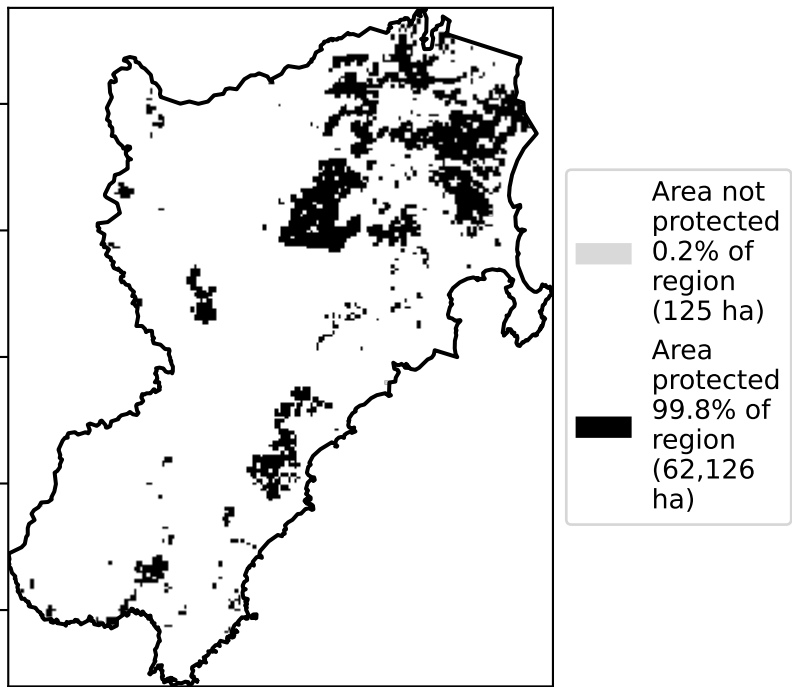 Area not
protected
0.2% of
region
(125 ha)
Area
protected
99.8% of
region
(62,126
ha)